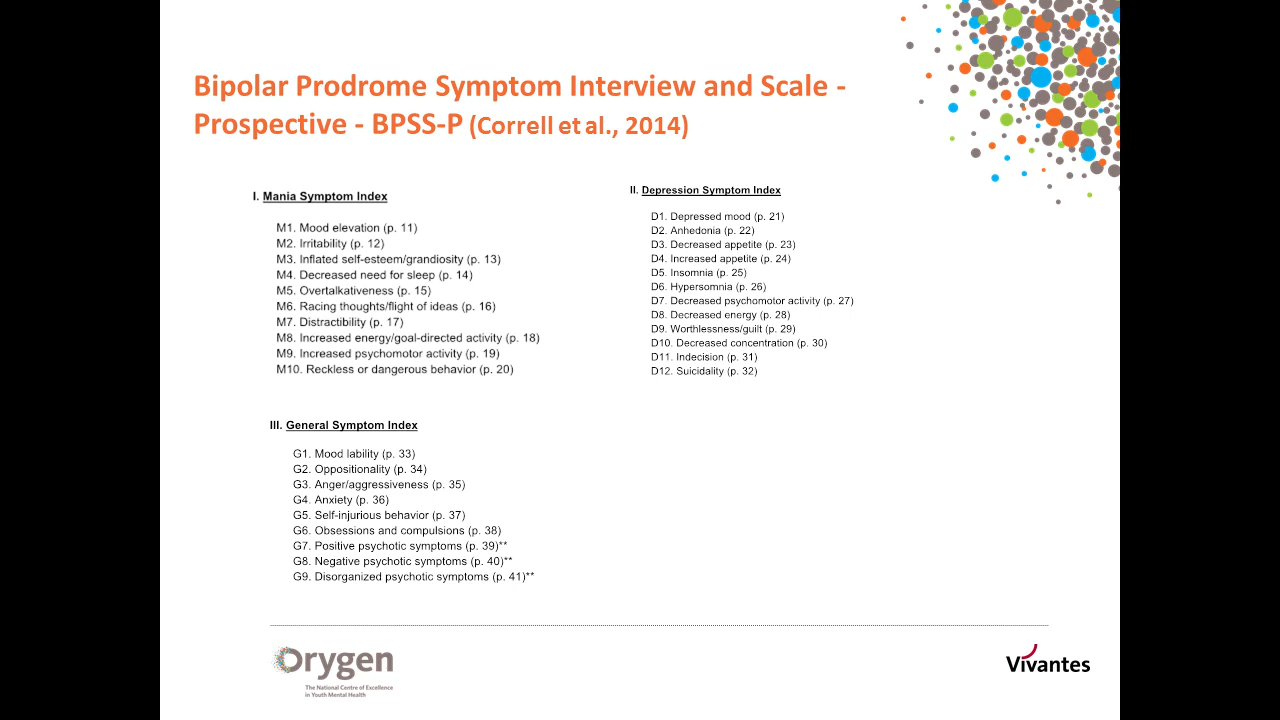 Bipolar Prodrome Symptom Interview and Scale -
Prospective - BPSS-P (Correll et al., 2014)
I. Mania Symptom Index
M1. Mood elevation (p. 11)
M2. Irritability (p. 12)
M3. Inflated self-esteem/grandiosity (p. 13)
M4. Decreased need for sleep (p. 14)
M5. Overtalkativeness (p. 15)
M6. Racing thoughts/flight of ideas (p. 16)
M7. Distractibility (p. 17)
M8. Increased energy/goal-directed activity (p. 18)
M9. Increased psychomotor activity (p. 19)
M10. Reckless or dangerous behavior (p. 20)
II. Depression Symptom Index
D1. Depressed mood (p. 21)
D2. Anhedonia (p. 22)
D3. Decreased appetite (p. 23)
D4. Increased appetite (p. 24)
D5. Insomnia (p. 25)
D6. Hypersomnia (p. 26)
D7. Decreased psychomotor activity (p. 27)
D8. Decreased energy (p. 28)
D9. Worthlessness/guilt (p. 29)
D10. Decreased concentration (p. 30)
D11. Indecision (p. 31)
D12. Suicidality (p. 32)
III. General Symptom Index
G1. Mood lability (p. 33)
G2. Oppositionality (p. 34)
G3. Anger/aggressiveness (p. 35)
G4. Anxiety (p. 36)
G5. Self-injurious behavior (p. 37)
G6. Obsessions and compulsions (p. 38)
G7. Positive psychotic symptoms (p. 39)**
G8. Negative psychotic symptoms (p. 40)**
G9. Disorganized psychotic symptoms (p. 41)**
Orygen
The National Centre of Excellence
in Youth Mental Health
Vivantes